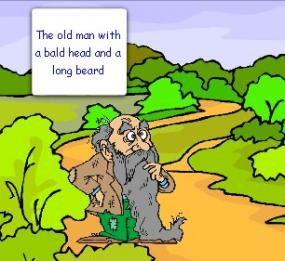 The old man with
a bald head and a
long beard